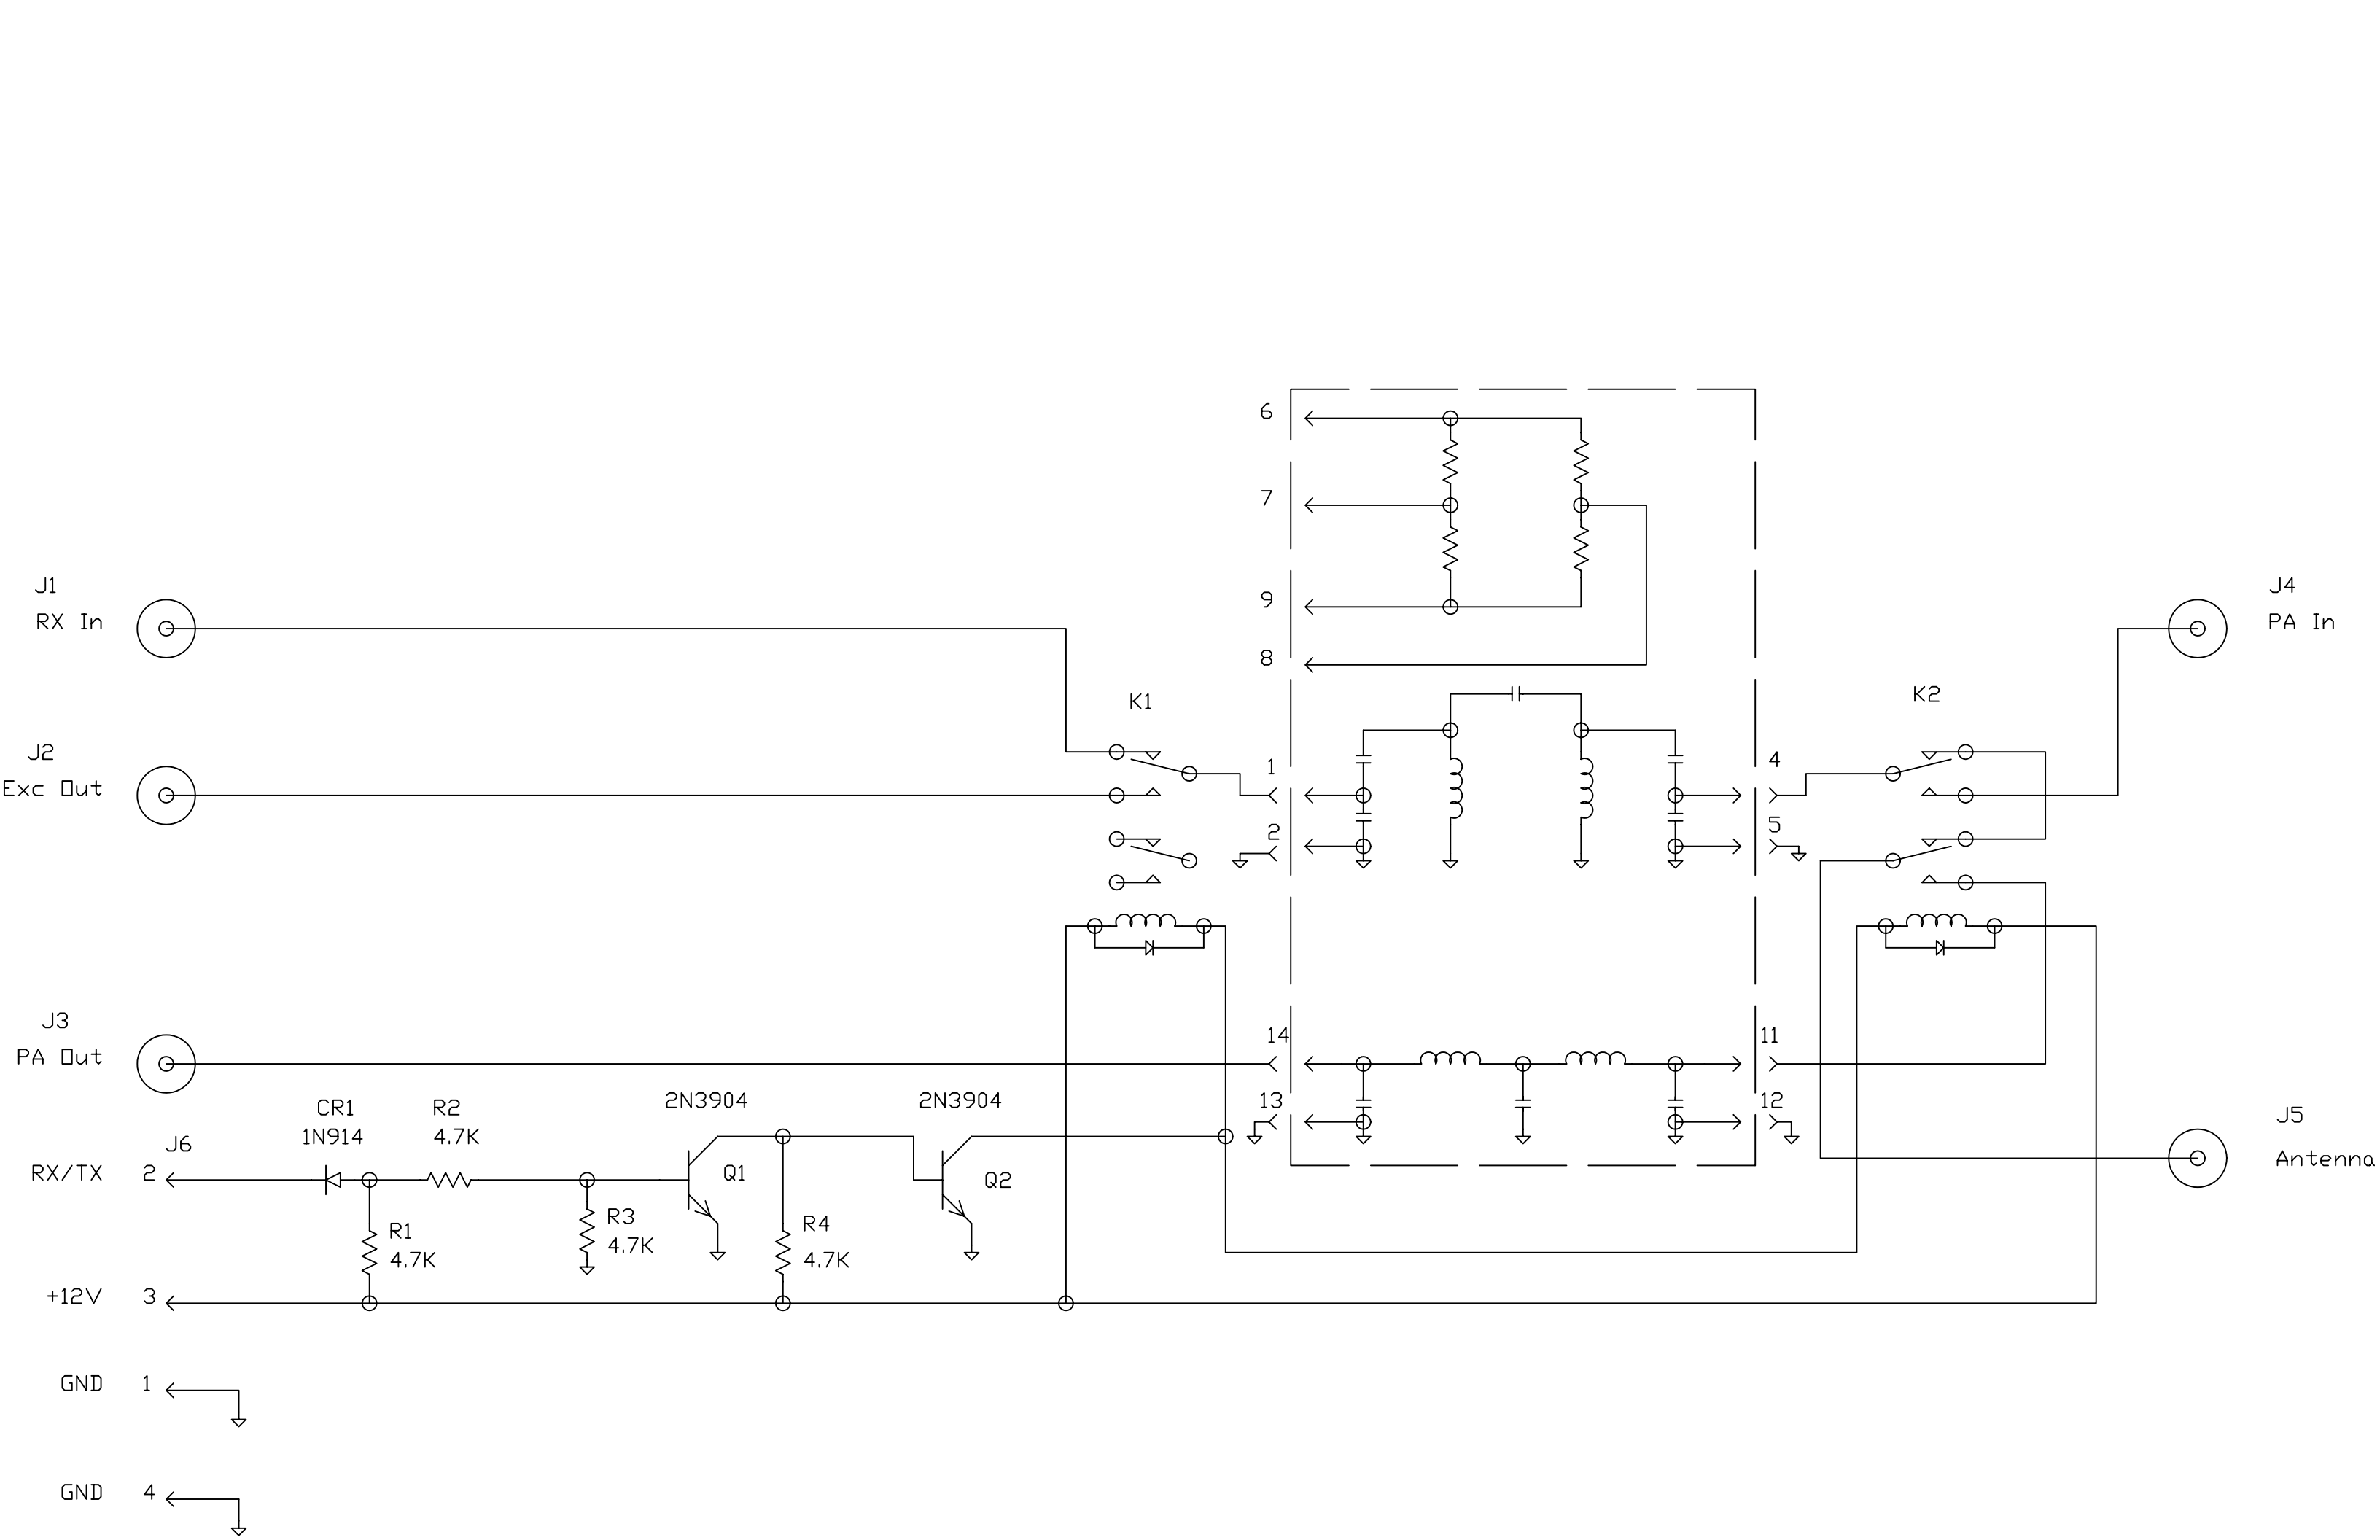 6
7
9
8
J1
RX In
J4
PA In
K1
K2
J2
Exc Out
1
4
2
5
J3
PA Out
14
11
13
12
CR1
1N914
R2
4.7K
2N3904
2N3904
J5
Antenna
J6
RX/TX 2
Q1
Q2
R1
4.7K
R3
4.7K
R4
4.7K
+12V 3
GND 1
GND 4